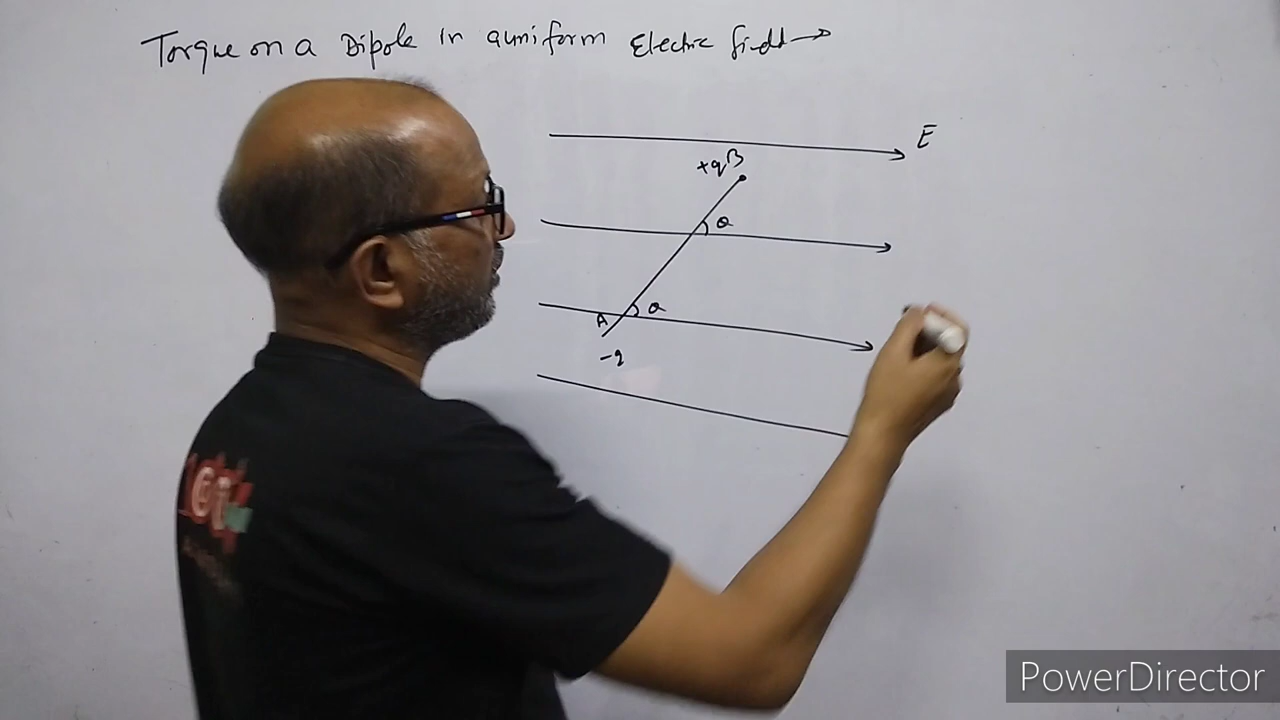 Torque on a Dipole in a uniform Electric field →
E
+q B
θ
A θ
-q
PowerDirector